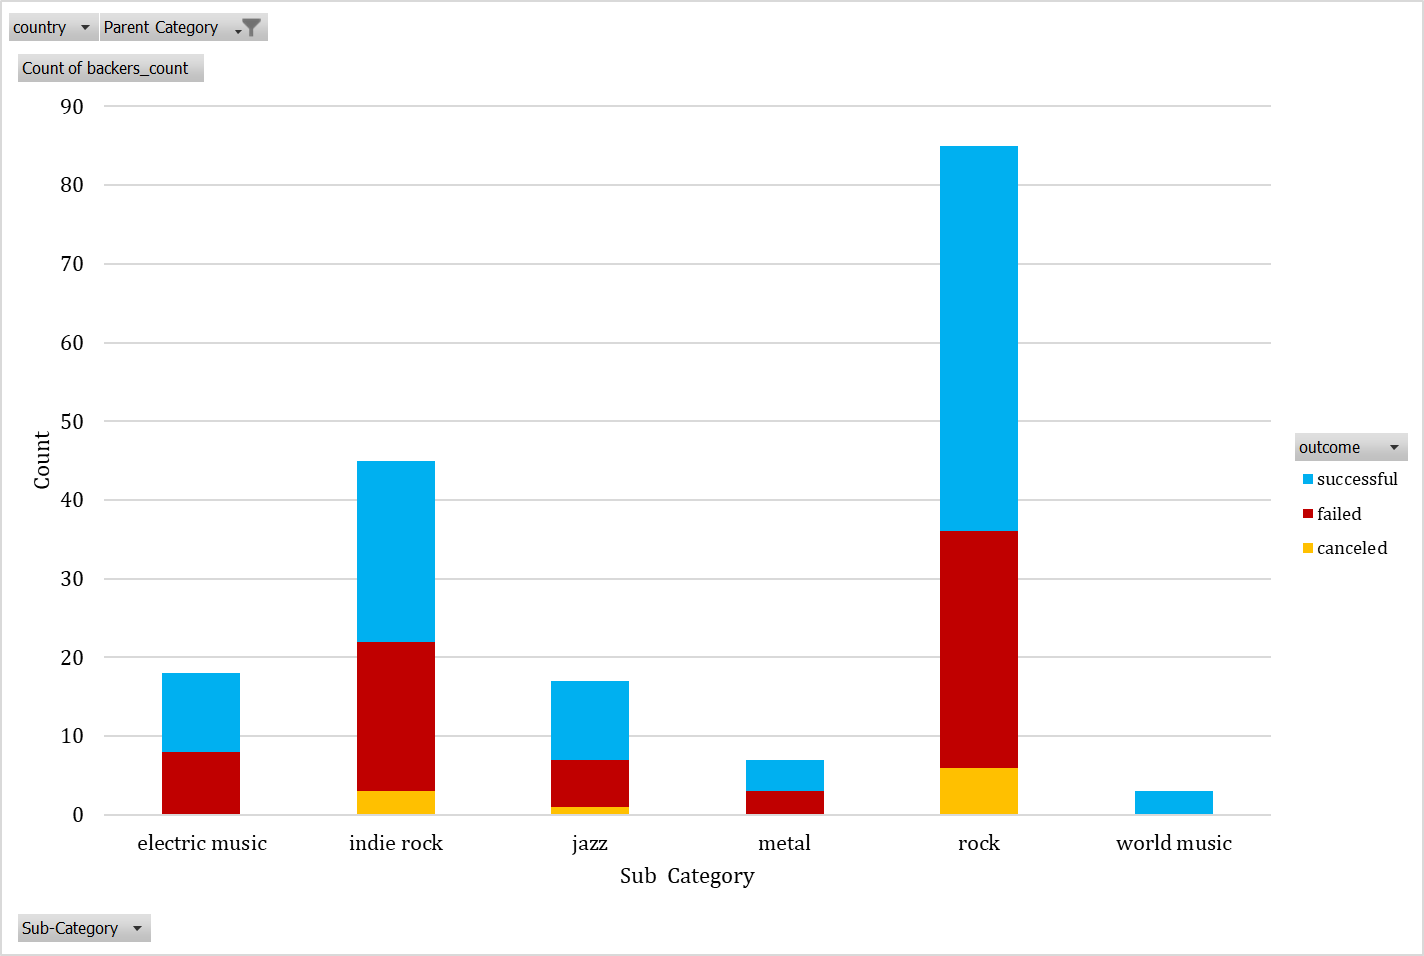 country Parent Category
Count of backers_count
90
80
70
60
50
40
30
20
10
0
Count
electric music indie rock jazz metal rock world music
Sub Category
outcome
successful
failed
canceled
Sub-Category